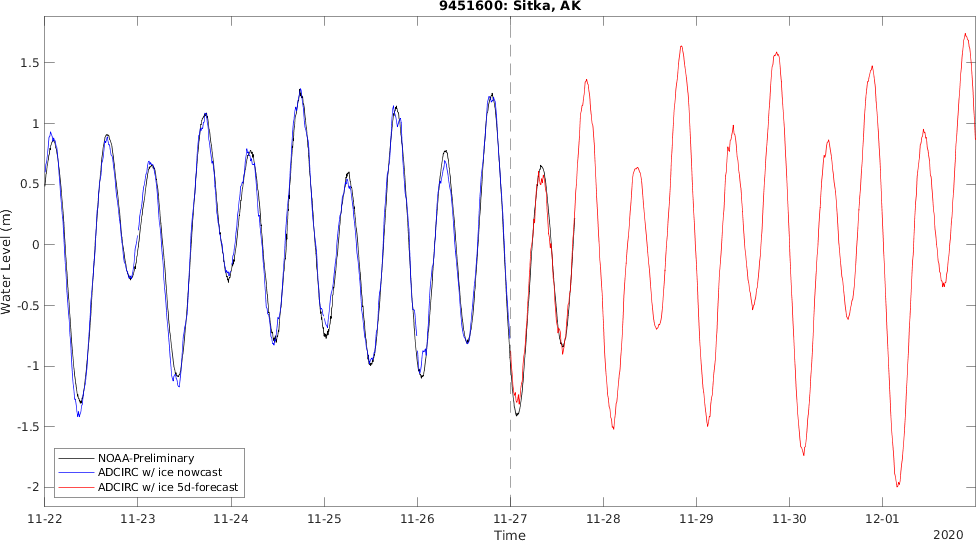 9451600: Sitka, AK
Water Level (m)
1.5
1
0.5
0
-0.5
-1
-1.5
-2
NOAA-Preliminary
ADCIRC w/ ice nowcast
ADCIRC w/ ice 5d-forecast
11-22 11-23 11-24 11-25 11-26 11-27 11-28 11-29 11-30 12-01
Time
2020